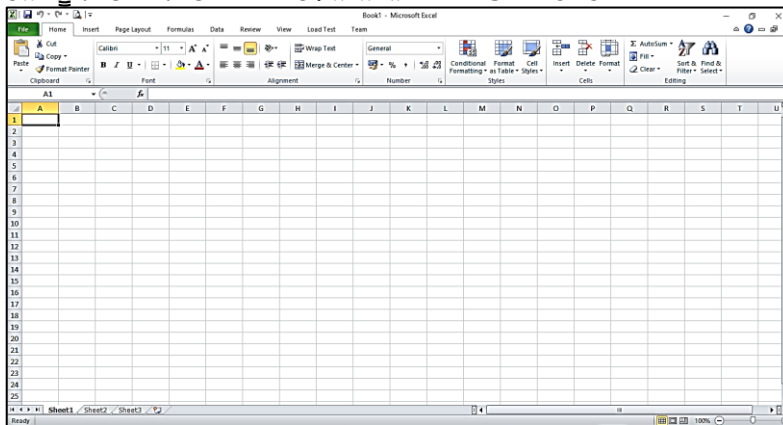 Book1 - Microsoft Excel
File Home Insert Page Layout Formulas Data Review View Load Test Team
Cut
Copy
Format Painter
Paste
Clipboard
Calibri 11 A A
B I U A
Font
Wrap Text
Merge & Center
Alignment
General
% ,
Number
Conditional Formatting
Format as Table
Cell Styles
Styles
Insert Delete Format
Cells
Σ AutoSum
Fill
Clear
Sort & Filter
Find & Select
Editing
A1 fx
A B C D E F G H I J K L M N O P Q R S T U
1
2
3
4
5
6
7
8
9
10
11
12
13
14
15
16
17
18
19
20
21
22
23
24
25
Sheet1 Sheet2 Sheet3
Ready 100%